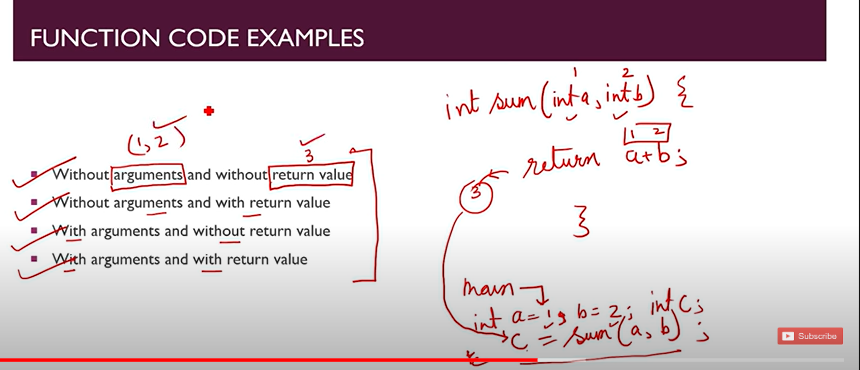 FUNCTION CODE EXAMPLES
(1, 2)
3
Without arguments and without return value
Without arguments and with return value
With arguments and without return value
With arguments and with return value
1 2
int sum(int a, int b) {
1 2
return a+b;
3
}
main
int a = 1, b = 2; int C;
C = sum(a, b);
Subscribe